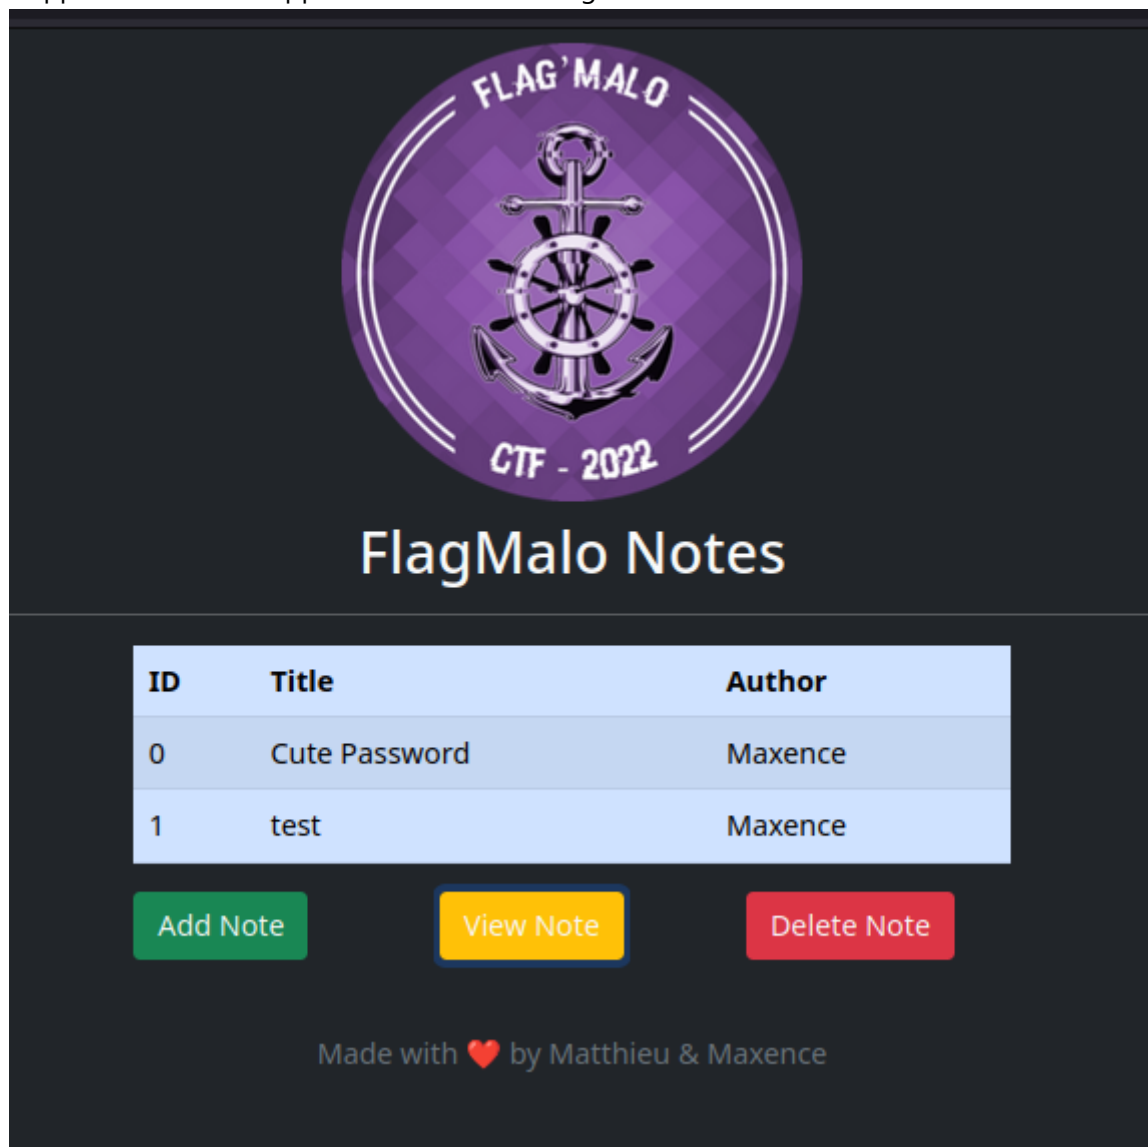 FLAG'MALO
CTF - 2022
FlagMalo Notes
ID Title Author
0 Cute Password Maxence
1 test Maxence
Add Note View Note Delete Note
Made with ❤️ by Matthieu & Maxence